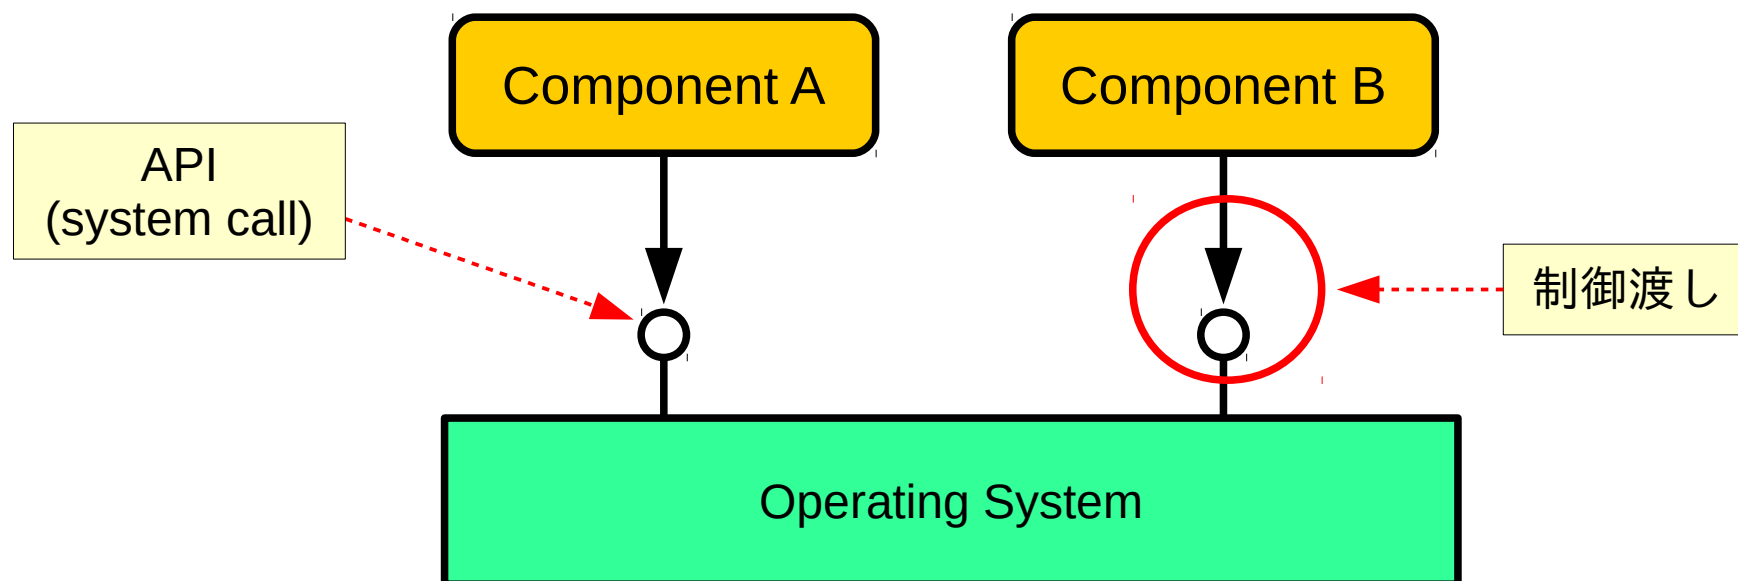 Component A
Component B
API
(system call)
制御渡し
Operating System